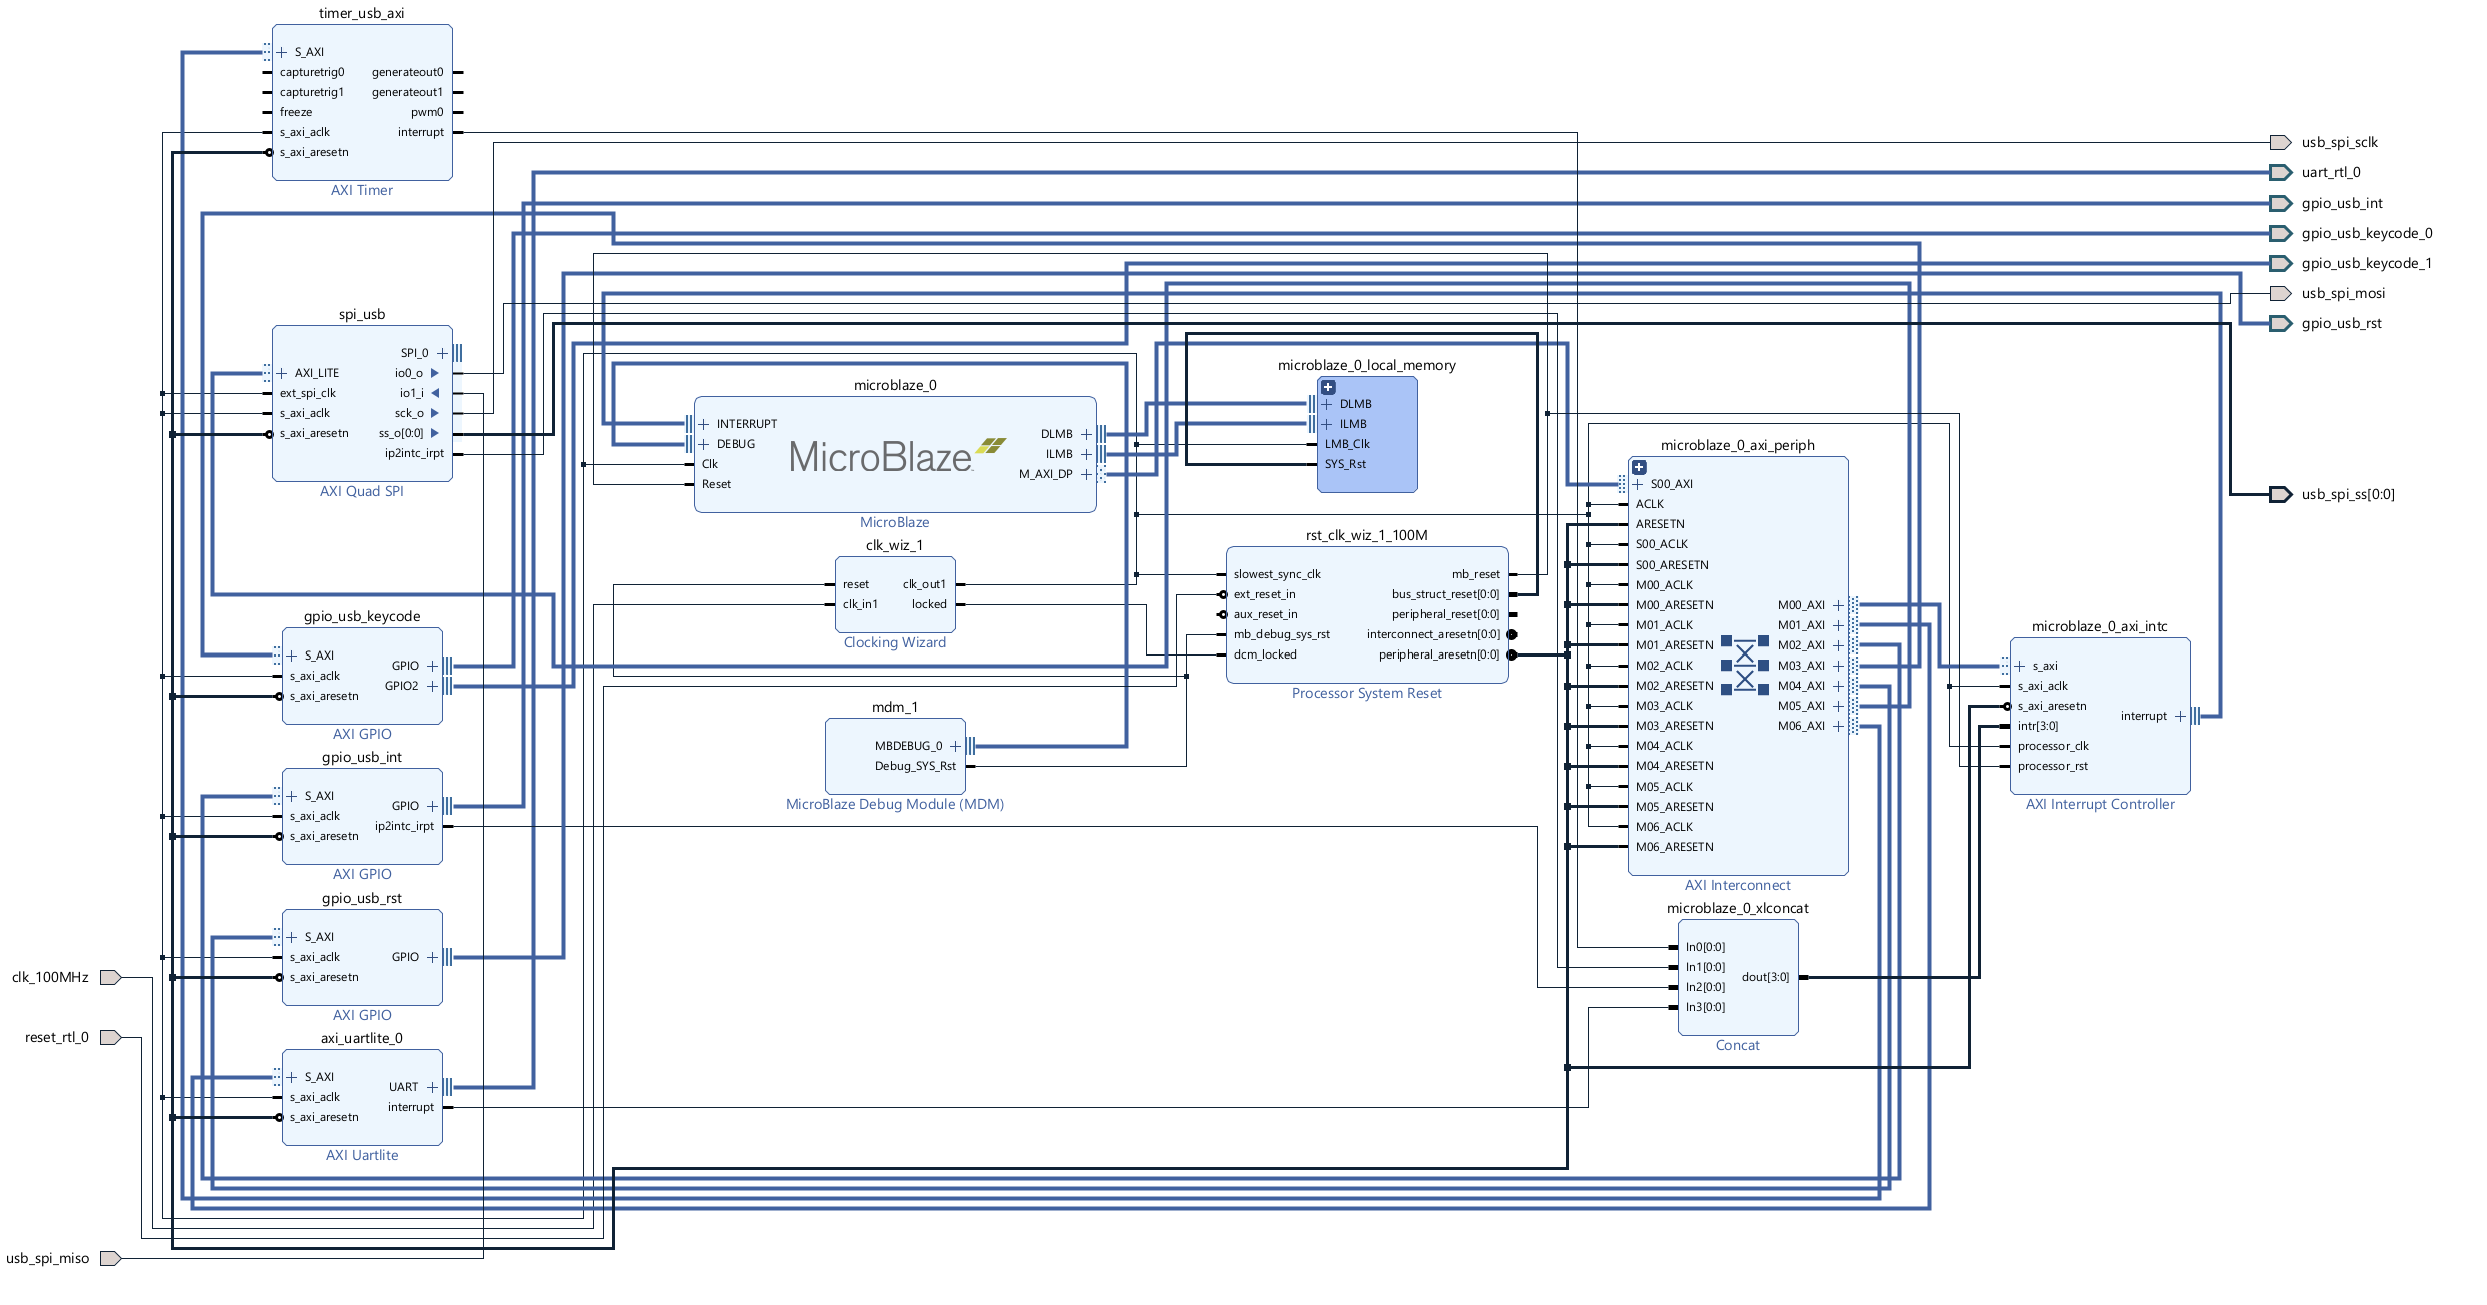 timer_usb_axi
S_AXI
capturetrig0
capturetrig1
freeze
s_axi_aclk
s_axi_aresetn
generateout0
generateout1
pwm0
interrupt
AXI Timer
spi_usb
AXI_LITE
ext_spi_clk
s_axi_aclk
s_axi_aresetn
SPI_0
io0_o
io1_i
sck_o
ss_o[0:0]
ip2intc_irpt
AXI Quad SPI
gpio_usb_keycode
S_AXI
s_axi_aclk
s_axi_aresetn
GPIO
GPIO2
AXI GPIO
gpio_usb_int
S_AXI
s_axi_aclk
s_axi_aresetn
GPIO
ip2intc_irpt
AXI GPIO
gpio_usb_rst
S_AXI
s_axi_aclk
s_axi_aresetn
GPIO
AXI GPIO
axi_uartlite_0
S_AXI
s_axi_aclk
s_axi_aresetn
UART
interrupt
AXI Uartlite
clk_100MHz
reset_rtl_0
usb_spi_miso
microblaze_0
INTERRUPT
DEBUG
Clk
Reset
MicroBlaze
DLMB
ILMB
M_AXI_DP
MicroBlaze
clk_wiz_1
reset
clk_in1
clk_out1
locked
Clocking Wizard
mdm_1
MBDEBUG_0
Debug_SYS_Rst
MicroBlaze Debug Module (MDM)
microblaze_0_local_memory
DLMB
ILMB
LMB_Clk
SYS_Rst
rst_clk_wiz_1_100M
slowest_sync_clk
ext_reset_in
aux_reset_in
mb_debug_sys_rst
dcm_locked
mb_reset
bus_struct_reset[0:0]
peripheral_reset[0:0]
interconnect_aresetn[0:0]
peripheral_aresetn[0:0]
Processor System Reset
microblaze_0_axi_periph
S00_AXI
ACLK
ARESETN
S00_ACLK
S00_ARESETN
M00_ACLK
M00_ARESETN
M01_ACLK
M01_ARESETN
M02_ACLK
M02_ARESETN
M03_ACLK
M03_ARESETN
M04_ACLK
M04_ARESETN
M05_ACLK
M05_ARESETN
M06_ACLK
M06_ARESETN
M00_AXI
M01_AXI
M02_AXI
M03_AXI
M04_AXI
M05_AXI
M06_AXI
AXI Interconnect
microblaze_0_xlconcat
In0[0:0]
In1[0:0]
In2[0:0]
In3[0:0]
dout[3:0]
Concat
microblaze_0_axi_intc
s_axi
s_axi_aclk
s_axi_aresetn
intr[3:0]
processor_clk
processor_rst
interrupt
AXI Interrupt Controller
usb_spi_sclk
uart_rtl_0
gpio_usb_int
gpio_usb_keycode_0
gpio_usb_keycode_1
usb_spi_mosi
gpio_usb_rst
usb_spi_ss[0:0]